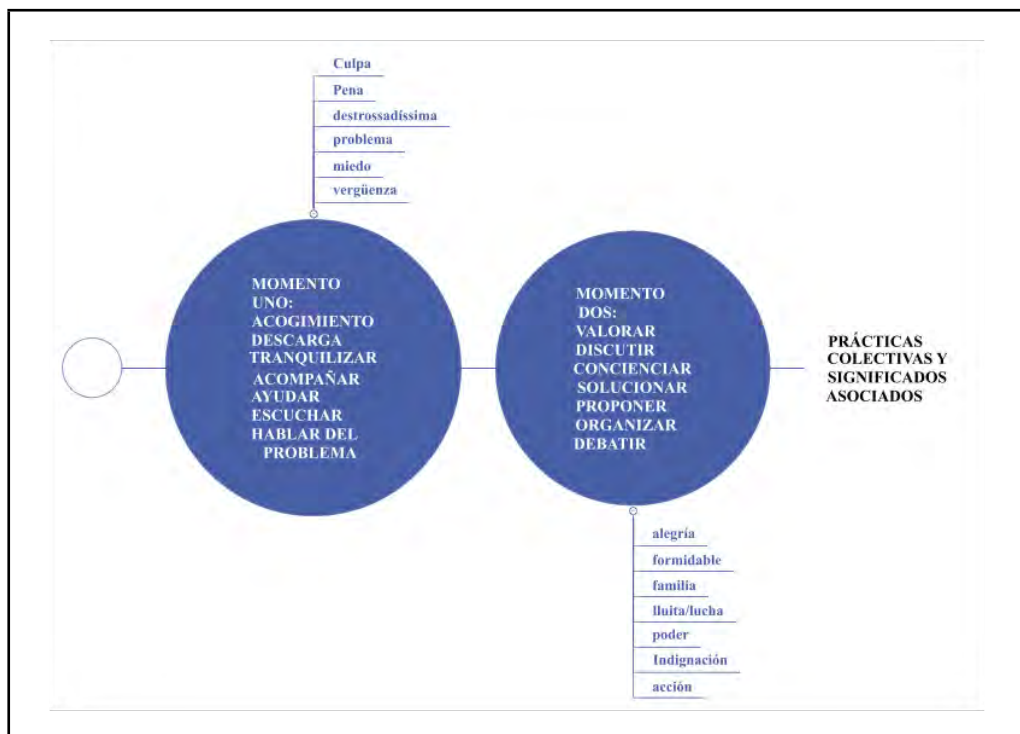 Culpa
Pena
destrossadíssima
problema
miedo
vergüenza
MOMENTO
UNO:
ACOGIMIENTO
DESCARGA
TRANQUILIZAR
ACOMPAÑAR
AYUDAR
ESCUCHAR
HABLAR DEL
PROBLEMA
MOMENTO
DOS:
VALORAR
DISCUTIR
CONCIENCIAR
SOLUCIONAR
PROPONER
ORGANIZAR
DEBATIR
alegría
formidable
familia
lluita/lucha
poder
Indignación
acción
PRÁCTICAS
COLECTIVAS Y
SIGNIFICADOS
ASOCIADOS